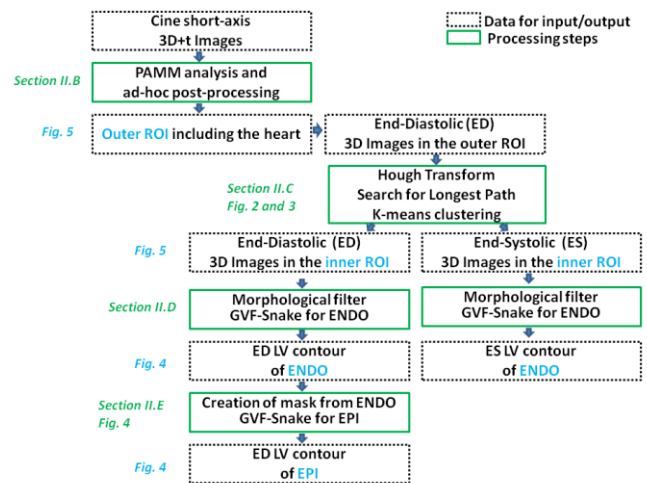 Cine short-axis
3D+t Images
Data for input/output
Processing steps
Section II.B
PAMM analysis and
ad-hoc post-processing
Fig. 5
Outer ROI including the heart
End-Diastolic (ED)
3D Images in the outer ROI
Section II.C
Fig. 2 and 3
Hough Transform
Search for Longest Path
K-means clustering
Fig. 5
End-Diastolic (ED)
3D Images in the inner ROI
End-Systolic (ES)
3D Images in the inner ROI
Section II.D
Morphological filter
GVF-Snake for ENDO
Morphological filter
GVF-Snake for ENDO
Fig. 4
ED LV contour
of ENDO
ES LV contour
of ENDO
Section II.E
Fig. 4
Creation of mask from ENDO
GVF-Snake for EPI
Fig. 4
ED LV contour
of EPI